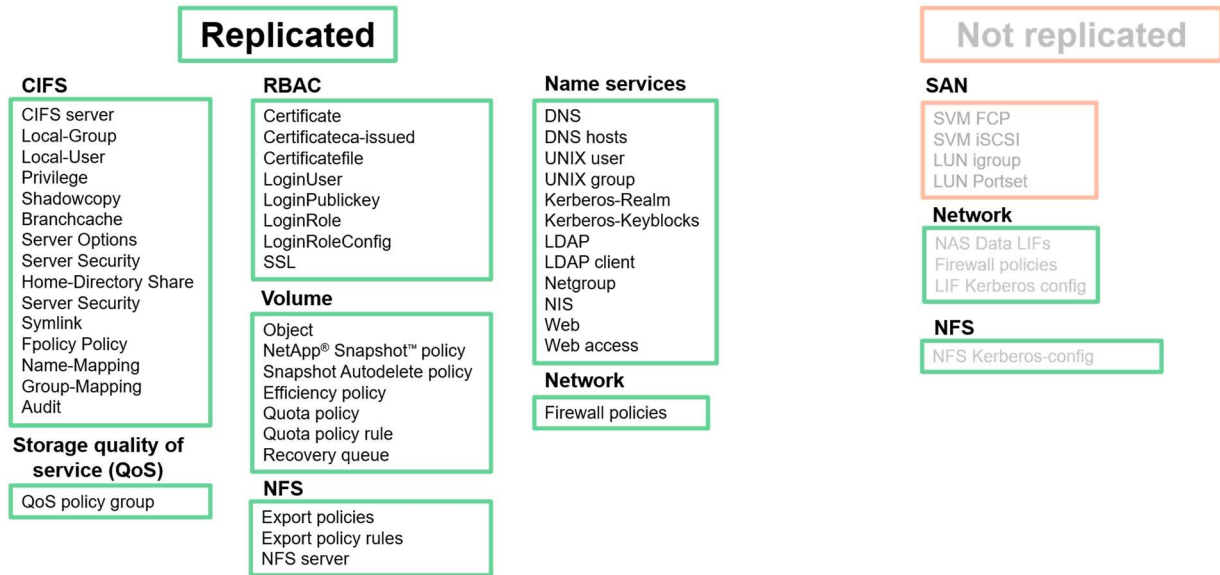 Replicated
CIFS
CIFS server
Local-Group
Local-User
Privilege
Shadowcopy
Branchcache
Server Options
Server Security
Home-Directory Share
Server Security
Symlink
Fpolicy Policy
Name-Mapping
Group-Mapping
Audit
Storage quality of
service (QoS)
QoS policy group
RBAC
Certificate
Certificateca-issued
Certificatefile
LoginUser
LoginPublickey
LoginRole
LoginRoleConfig
SSL
Volume
Object
NetApp® Snapshot™ policy
Snapshot Autodelete policy
Efficiency policy
Quota policy
Quota policy rule
Recovery queue
NFS
Export policies
Export policy rules
NFS server
Name services
DNS
DNS hosts
UNIX user
UNIX group
Kerberos-Realm
Kerberos-Keyblocks
LDAP
LDAP client
Netgroup
NIS
Web
Web access
Network
Firewall policies
Not replicated
SAN
SVM FCP
SVM iSCSI
LUN igroup
LUN Portset
Network
NAS Data LIFs
Firewall policies
LIF Kerberos config
NFS
NFS Kerberos-config